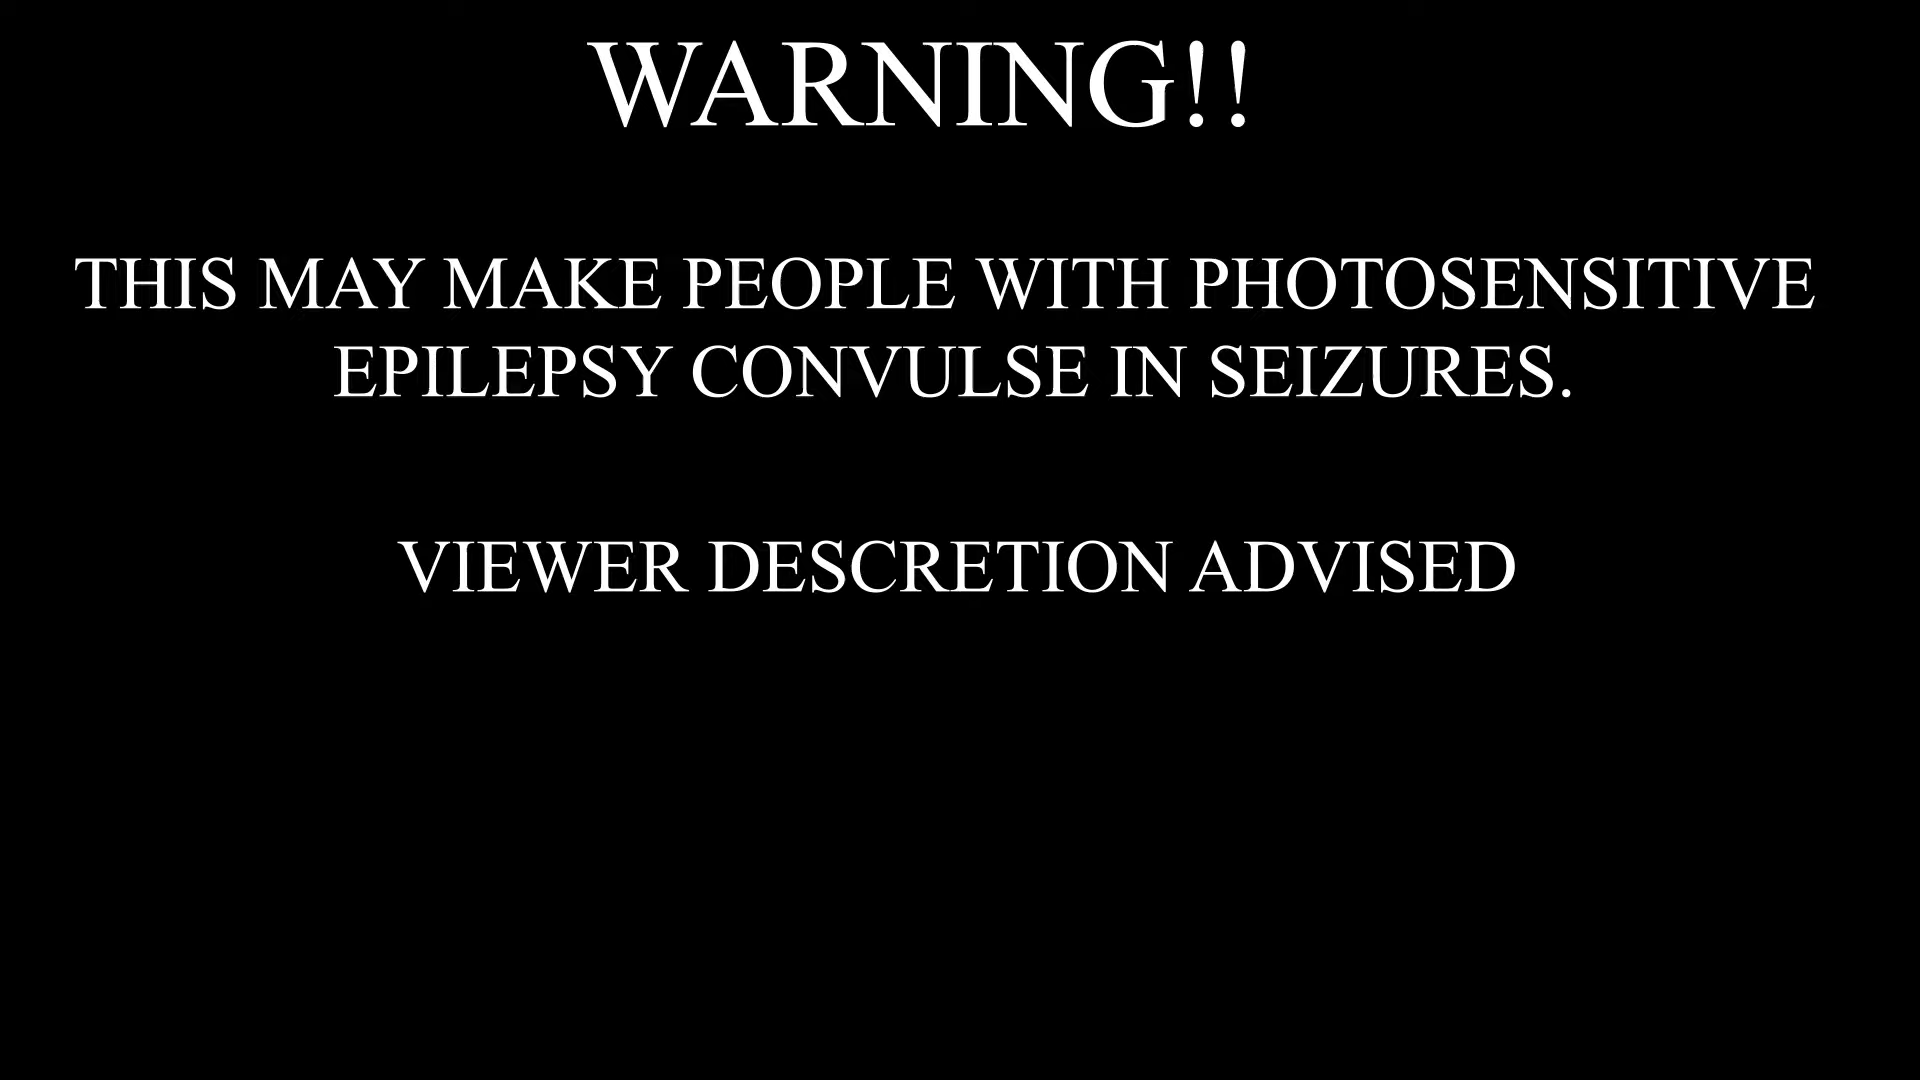 WARNING!!
THIS MAY MAKE PEOPLE WITH PHOTOSENSITIVE
EPILEPSY CONVULSE IN SEIZURES.
VIEWER DESCRETION ADVISED